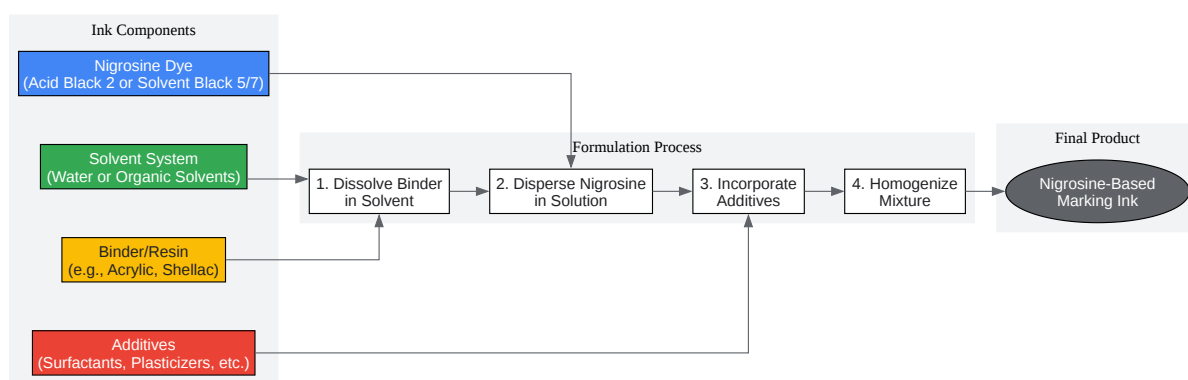 Ink Components
Nigrosine Dye
(Acid Black 2 or Solvent Black 5/7)
Solvent System
(Water or Organic Solvents)
Binder/Resin
(e.g., Acrylic, Shellac)
Additives
(Surfactants, Plasticizers, etc.)
Formulation Process
1. Dissolve Binder
in Solvent
2. Disperse Nigrosine
in Solution
3. Incorporate
Additives
4. Homogenize
Mixture
Final Product
Nigrosine-Based
Marking Ink